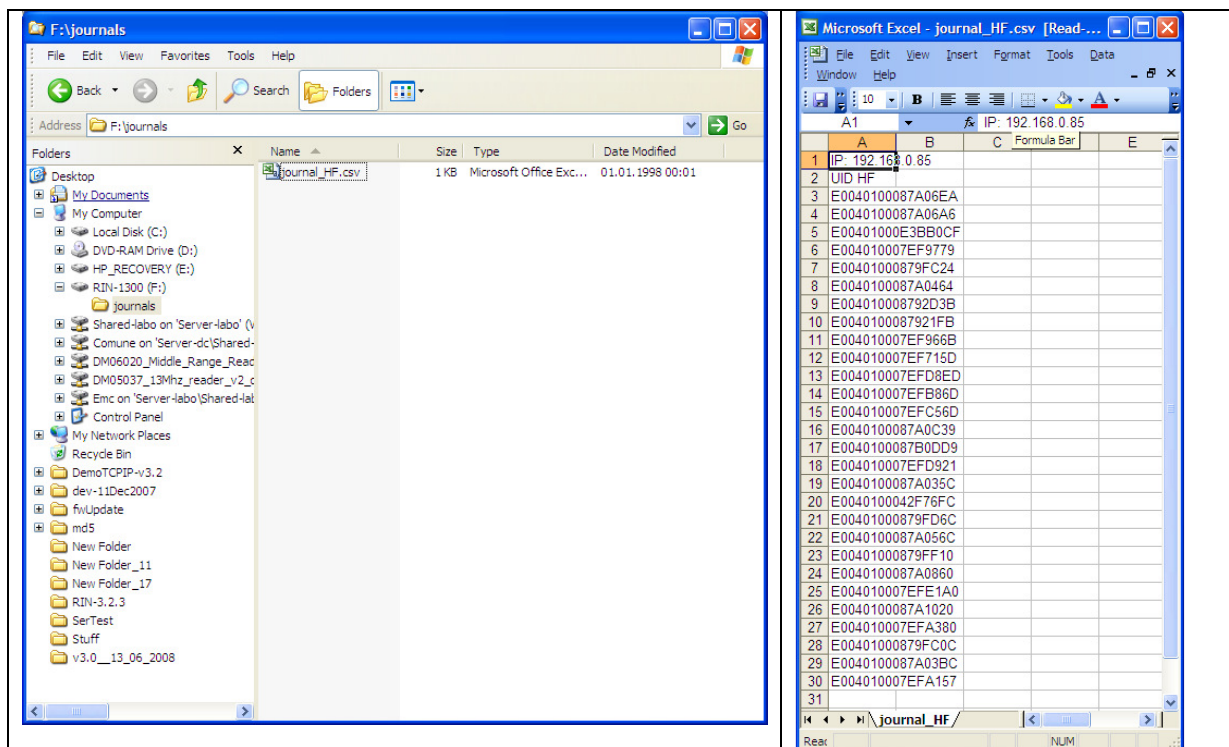 F:\journals
File Edit View Favorites Tools Help
Back Search Folders
Address F:\journals Go
Folders
Name Size Type Date Modified
journal_HF.csv 1 KB Microsoft Office Exc... 01.01.1998 00:01
Desktop
My Documents
My Computer
Local Disk (C:)
DVD-RAM Drive (D:)
HP_RECOVERY (E:)
RIN-1300 (F:)
journals
Shared-labo on 'Server-labo' (V
Comune on 'Server-dc\Shared-
DM06020_Middle_Range_Read
DM05037_13Mhz_reader_v2_c
Emc on 'Server-labo\Shared-lab
Control Panel
My Network Places
Recycle Bin
DemoTCPIP-v3.2
dev-11Dec2007
fwUpdate
md5
New Folder
New Folder_11
New Folder_17
RIN-3.2.3
SerTest
Stuff
v3.0__13_06_2008
Microsoft Excel - journal_HF.csv [Read-...
File Edit View Insert Format Tools Data
Window Help
10 B A
A1 fx IP: 192.168.0.85
Formula Bar
A B C E
1 IP: 192.168.0.85
2 UID HF
3 E0040100087A06EA
4 E0040100087A06A6
5 E00401000E3BB0CF
6 E004010007EF9779
7 E00401000879FC24
8 E0040100087A0464
9 E004010008792D3B
10 E0040100087921FB
11 E004010007EF966B
12 E004010007EF715D
13 E004010007EFD8ED
14 E004010007EFB86D
15 E004010007EFC56D
16 E0040100087A0C39
17 E0040100087B0DD9
18 E004010007EFD921
19 E0040100087A035C
20 E0040100042F76FC
21 E00401000879FD6C
22 E0040100087A056C
23 E00401000879FF10
24 E0040100087A0860
25 E004010007EFE1A0
26 E0040100087A1020
27 E004010007EFA380
28 E00401000879FC0C
29 E0040100087A03BC
30 E004010007EFA157
31
journal_HF
Read NUM